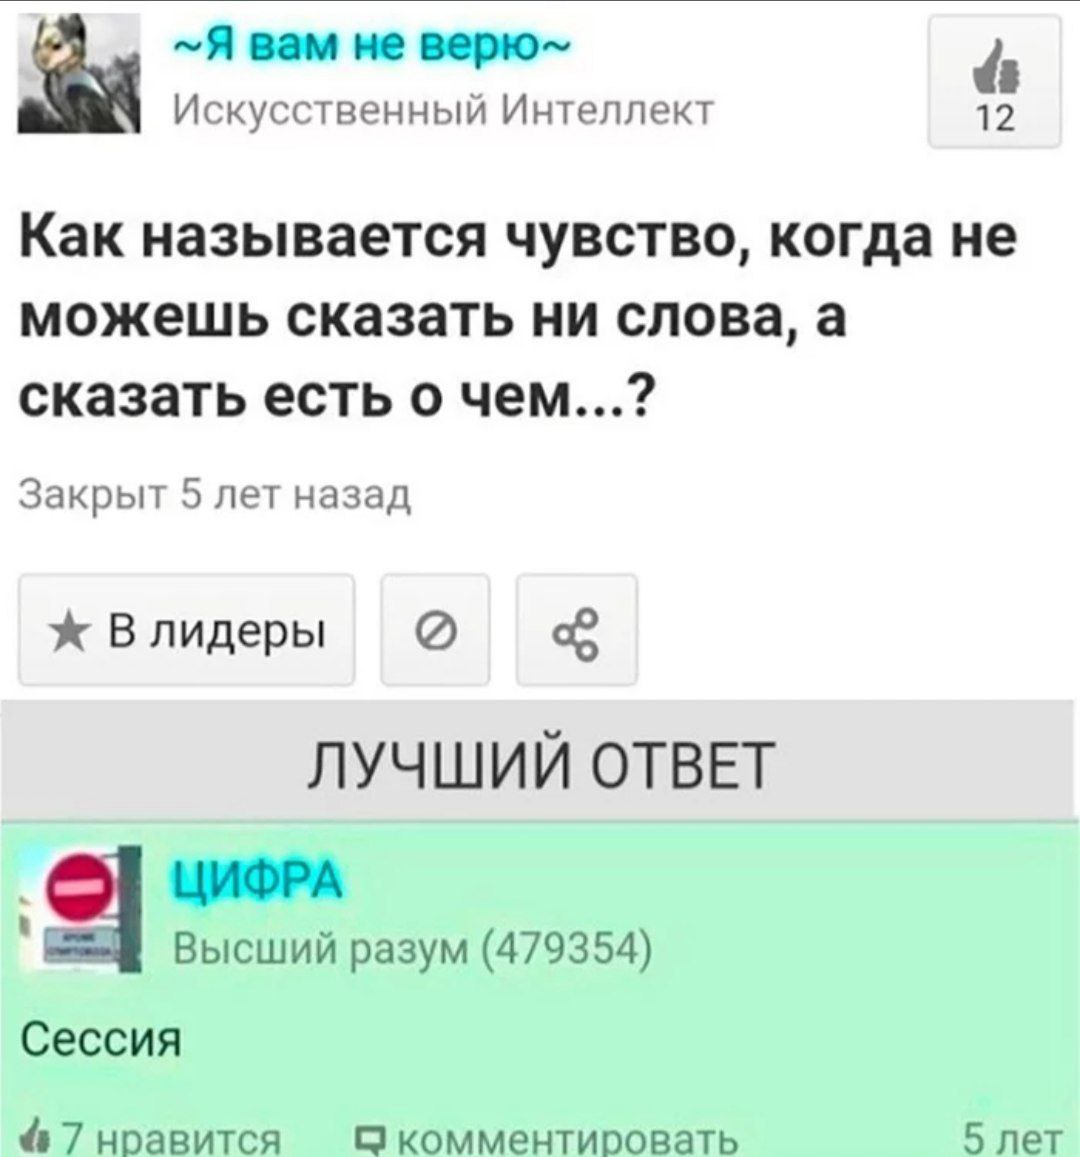 ~Я вам не верю~
Искусственный Интеллект
12
Как называется чувство, когда не
можешь сказать ни слова, а
сказать есть о чем...?
Закрыт 5 лет назад
В лидеры
ЛУЧШИЙ ОТВЕТ
ЦИФРА
Высший разум (479354)
Сессия
7 нравится комментировать 5 лет